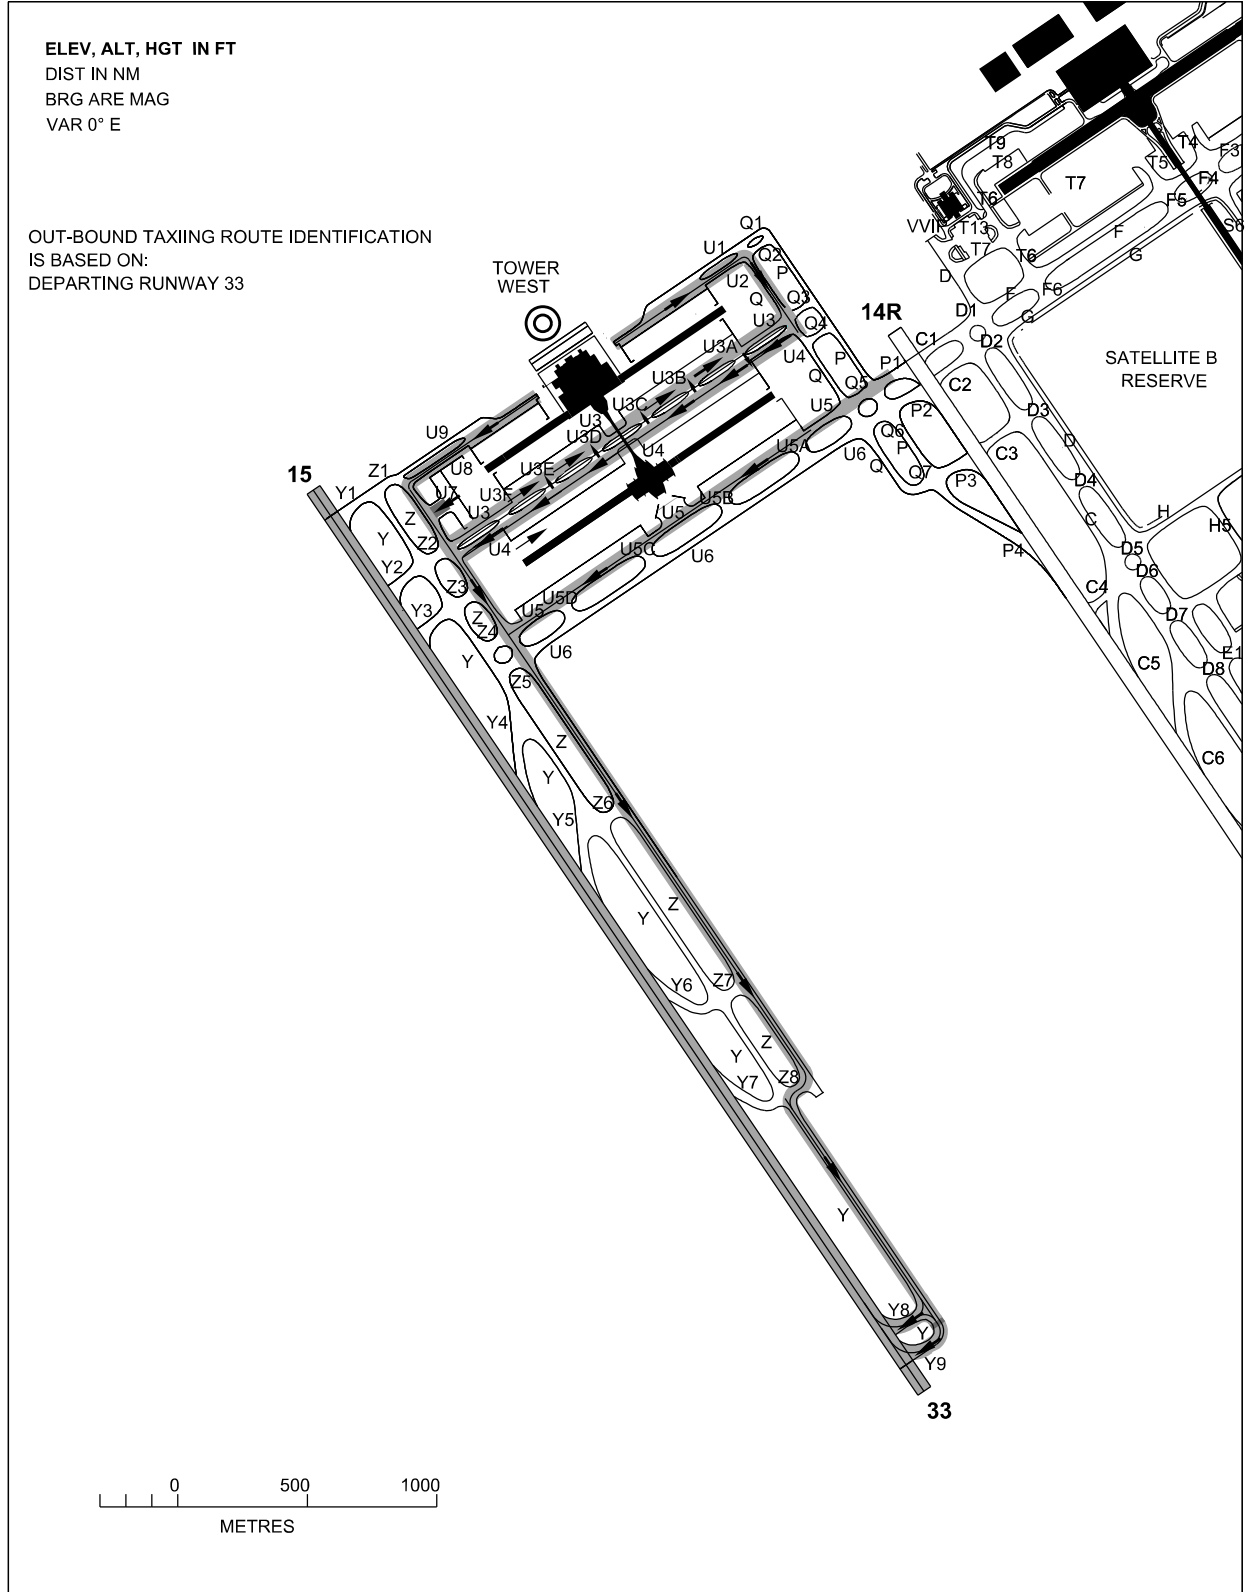 ELEV, ALT, HGT IN FT
DIST IN NM
BRG ARE MAG
VAR 0° E
OUT-BOUND TAXIING ROUTE IDENTIFICATION
IS BASED ON:
DEPARTING RUNWAY 33
TOWER
WEST
T9
T8
T6
T7
T4
T5
F3
F4
F5
S6
VVIP
T13
T7
T6
F
G
D
F6
F
G
D1
D2
Q1
U1
Q2
P
U2
Q
Q3
U3
Q4
U3A
U4
P
14R
C1
P1
C2
SATELLITE B
RESERVE
U3B
Q
Q5
U3C
U3
U5
P2
D3
U3D
U4
Q6
P
U6
U5A
Q
Q7
C3
D
U9
U8
U3E
P3
D4
15
Z1
Y1
U7
U3F
U3
U5B
U5
C
H
H5
Z
Y
Z2
U4
U5C
U6
P4
D5
D6
Y2
Z3
U5D
C4
Y3
U5
D7
Z
Z4
U6
E1
Y
C5
D8
Z5
Y4
Z
C6
Y
Z6
Y5
Z
Y
Z7
Y6
Z
Y
Z8
Y7
Y
Y8
Y
Y9
33
0 500 1000
METRES